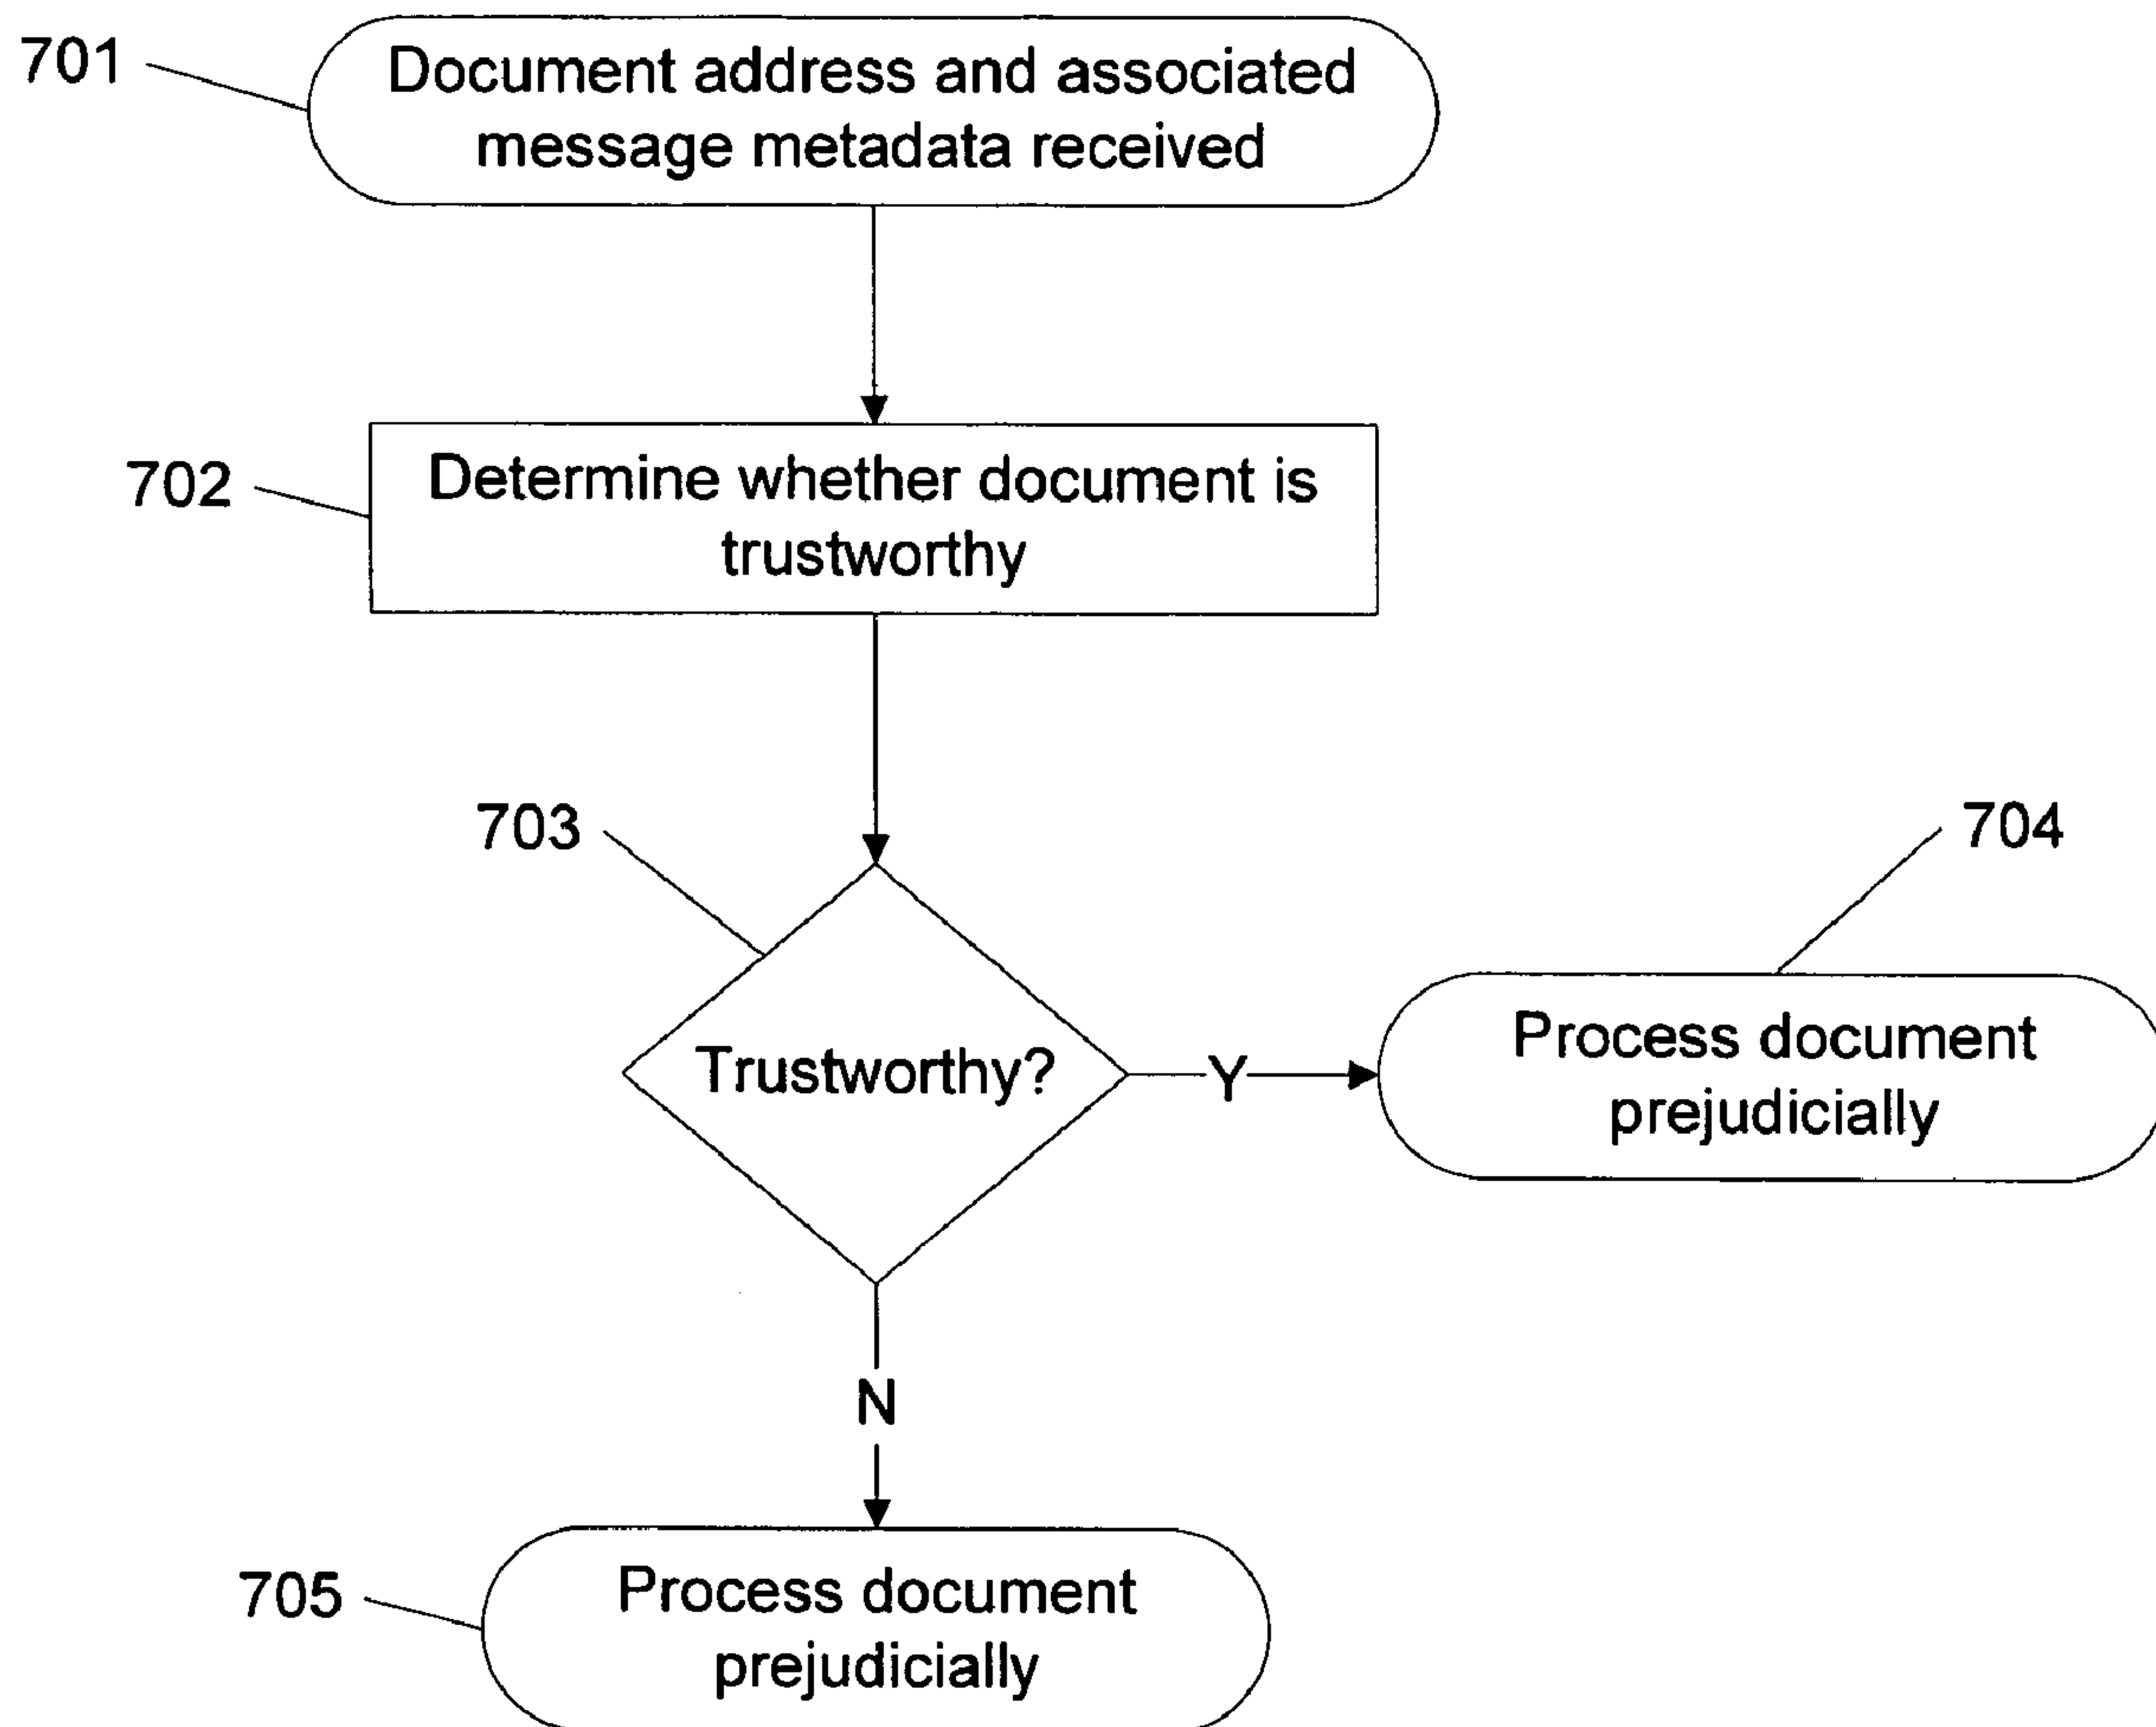 701
Document address and associated
message metadata received
702
Determine whether document is
trustworthy
703
704
Trustworthy?
Y
Process document
prejudicially
N
705
Process document
prejudicially